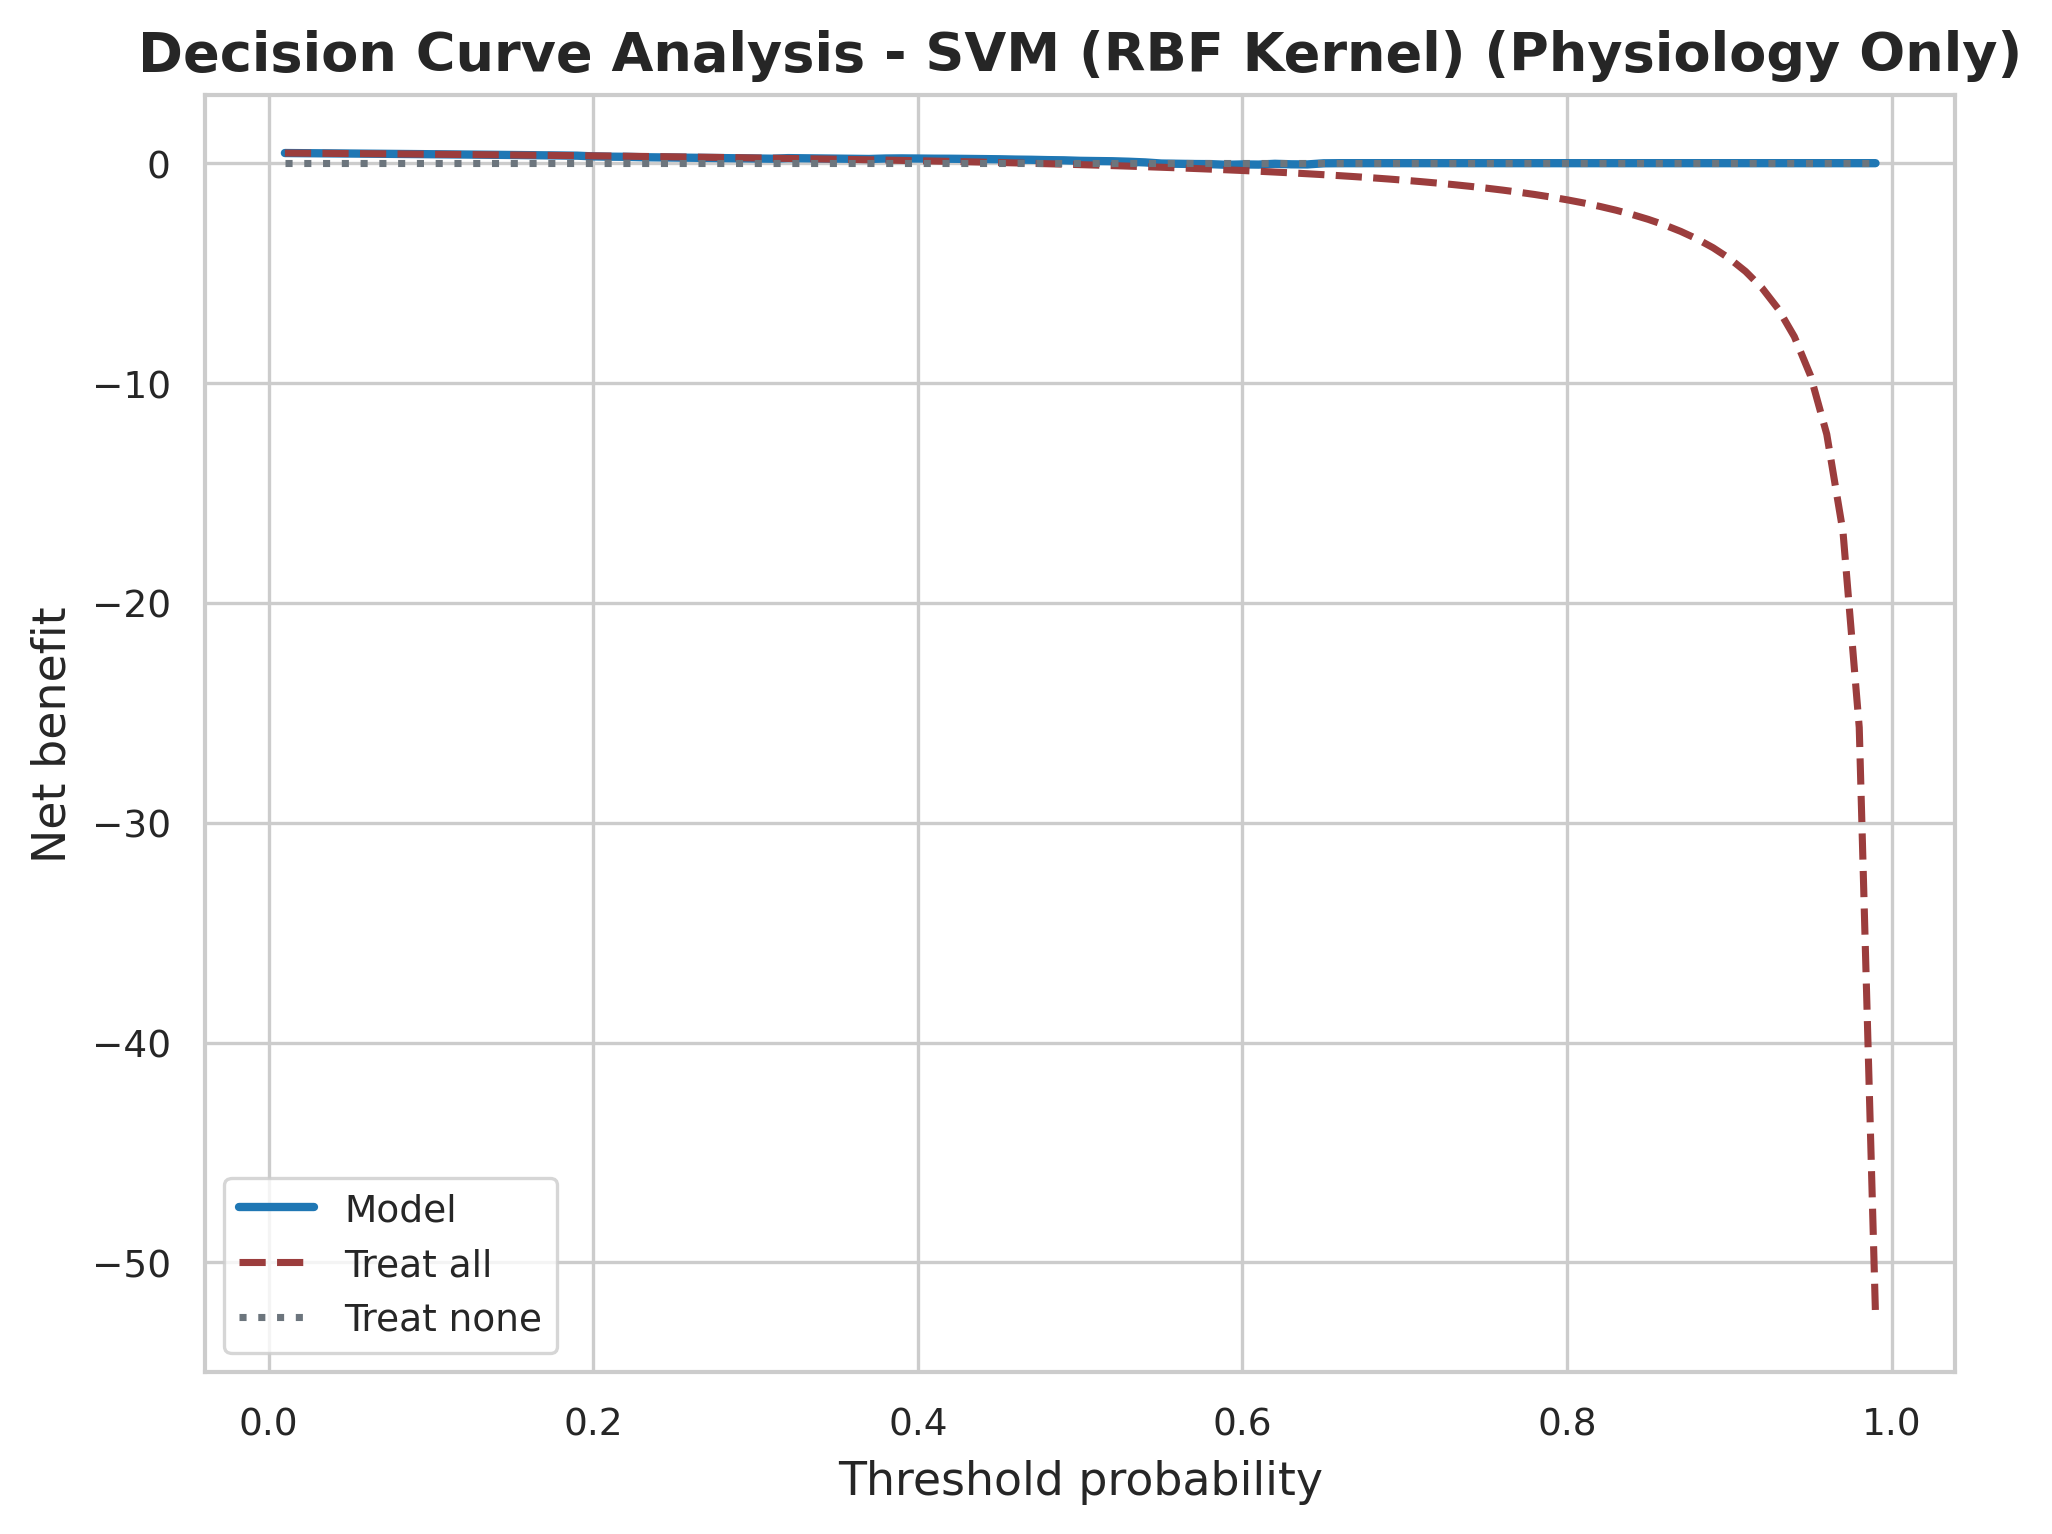 Decision Curve Analysis - SVM (RBF Kernel) (Physiology Only)
0
−10
−20
−30
−40
−50
Net benefit
Model
Treat all
Treat none
0.0 0.2 0.4 0.6 0.8 1.0
Threshold probability